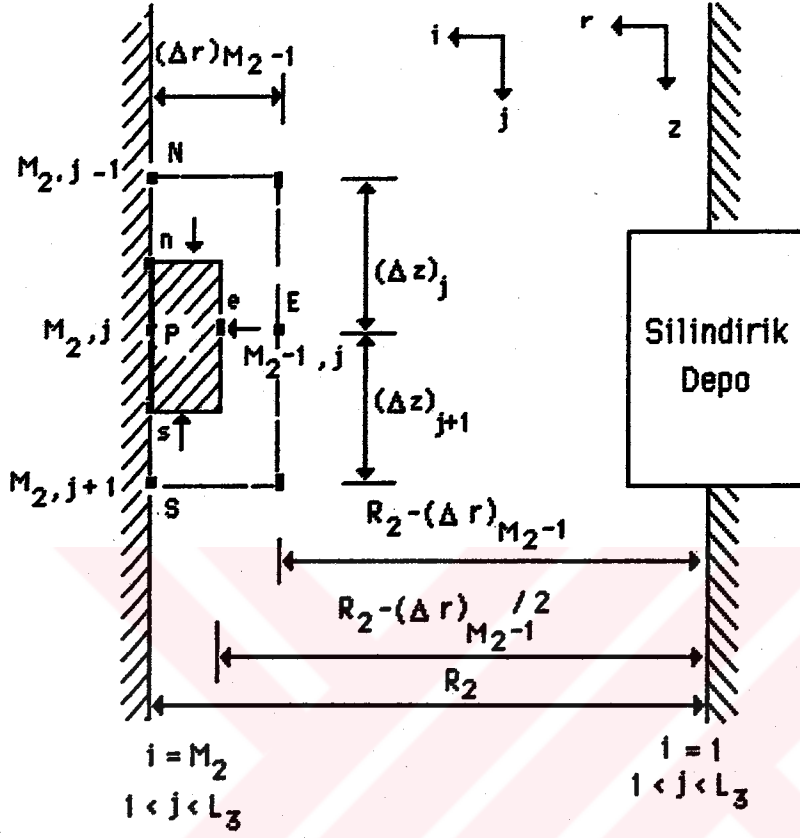 (Δr)M₂-1
i
j
r
z
N
M₂,j-1
n
(Δz)j
e
E
M₂,j
P
M₂-1,j
Silindirik
Depo
(Δz)j+1
s
M₂,j+1
S
R₂-(Δr)M₂-1
R₂-(Δr)M₂-1/2
R₂
i = M₂
1 < j < L₃
i = 1
1 < j < L₃